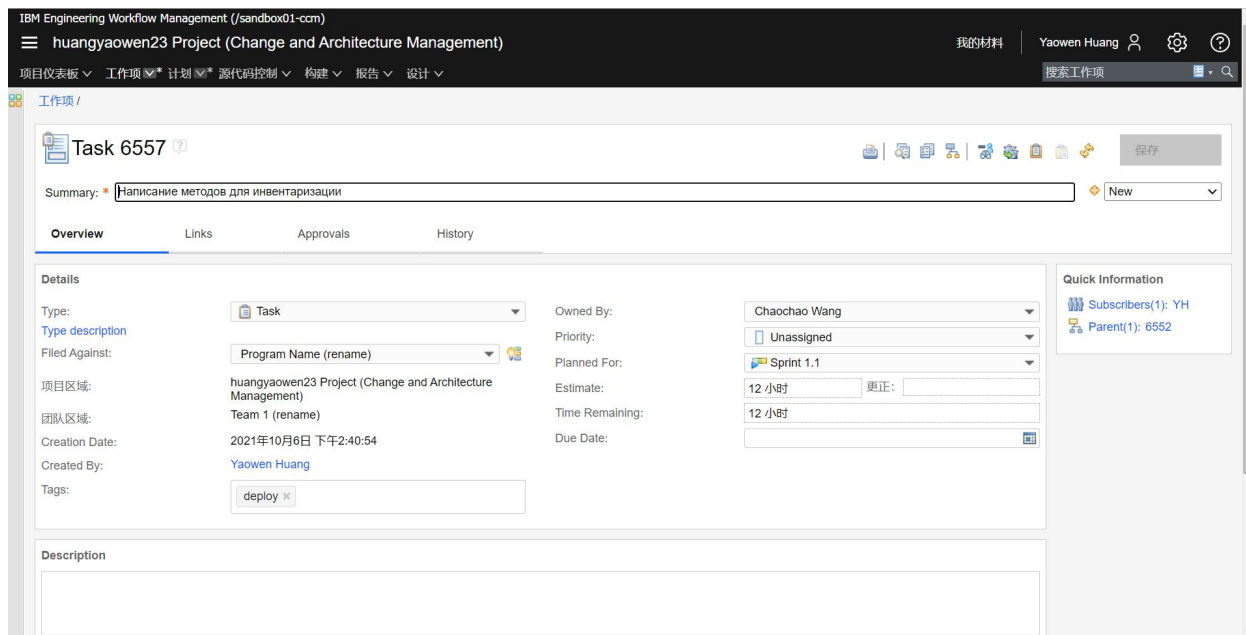 IBM Engineering Workflow Management (/sandbox01-ccm)
huangyaowen23 Project (Change and Architecture Management)
我的材料
Yaowen Huang
项目仪表板 工作项 * 计划 * 源代码控制 构建 报告 设计
搜索工作项
工作项 /
Task 6557 ?
保存
Summary: * Написание методов для инвентаризации
New
Overview Links Approvals History
Details
Quick Information
Type: Task
Owned By: Chaochao Wang
Subscribers(1): YH
Type description
Priority: Unassigned
Parent(1): 6552
Filed Against: Program Name (rename)
Planned For: Sprint 1.1
项目区域: huangyaowen23 Project (Change and Architecture
Management)
Estimate: 12 小时 更正:
团队区域: Team 1 (rename)
Time Remaining: 12 小时
Creation Date: 2021年10月6日 下午2:40:54
Due Date:
Created By: Yaowen Huang
Tags: deploy ×
Description